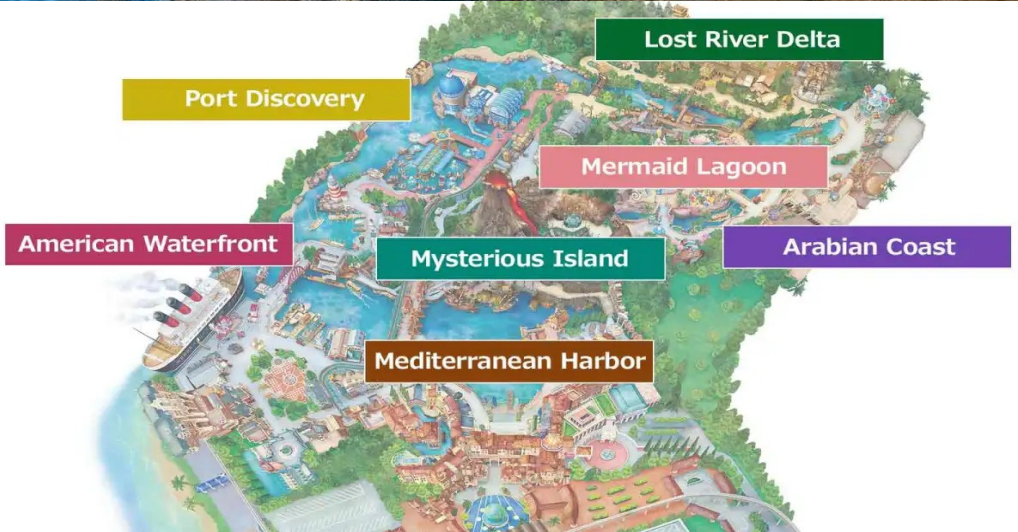 Lost River Delta
Port Discovery
Mermaid Lagoon
American Waterfront
Mysterious Island
Arabian Coast
Mediterranean Harbor